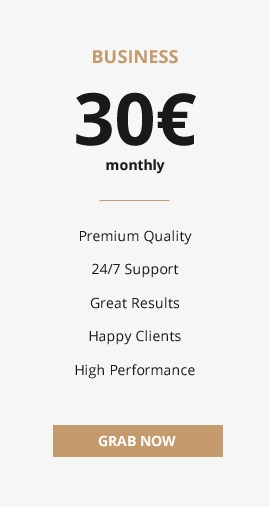 BUSINESS
30€
monthly
Premium Quality
24/7 Support
Great Results
Happy Clients
High Performance
GRAB NOW